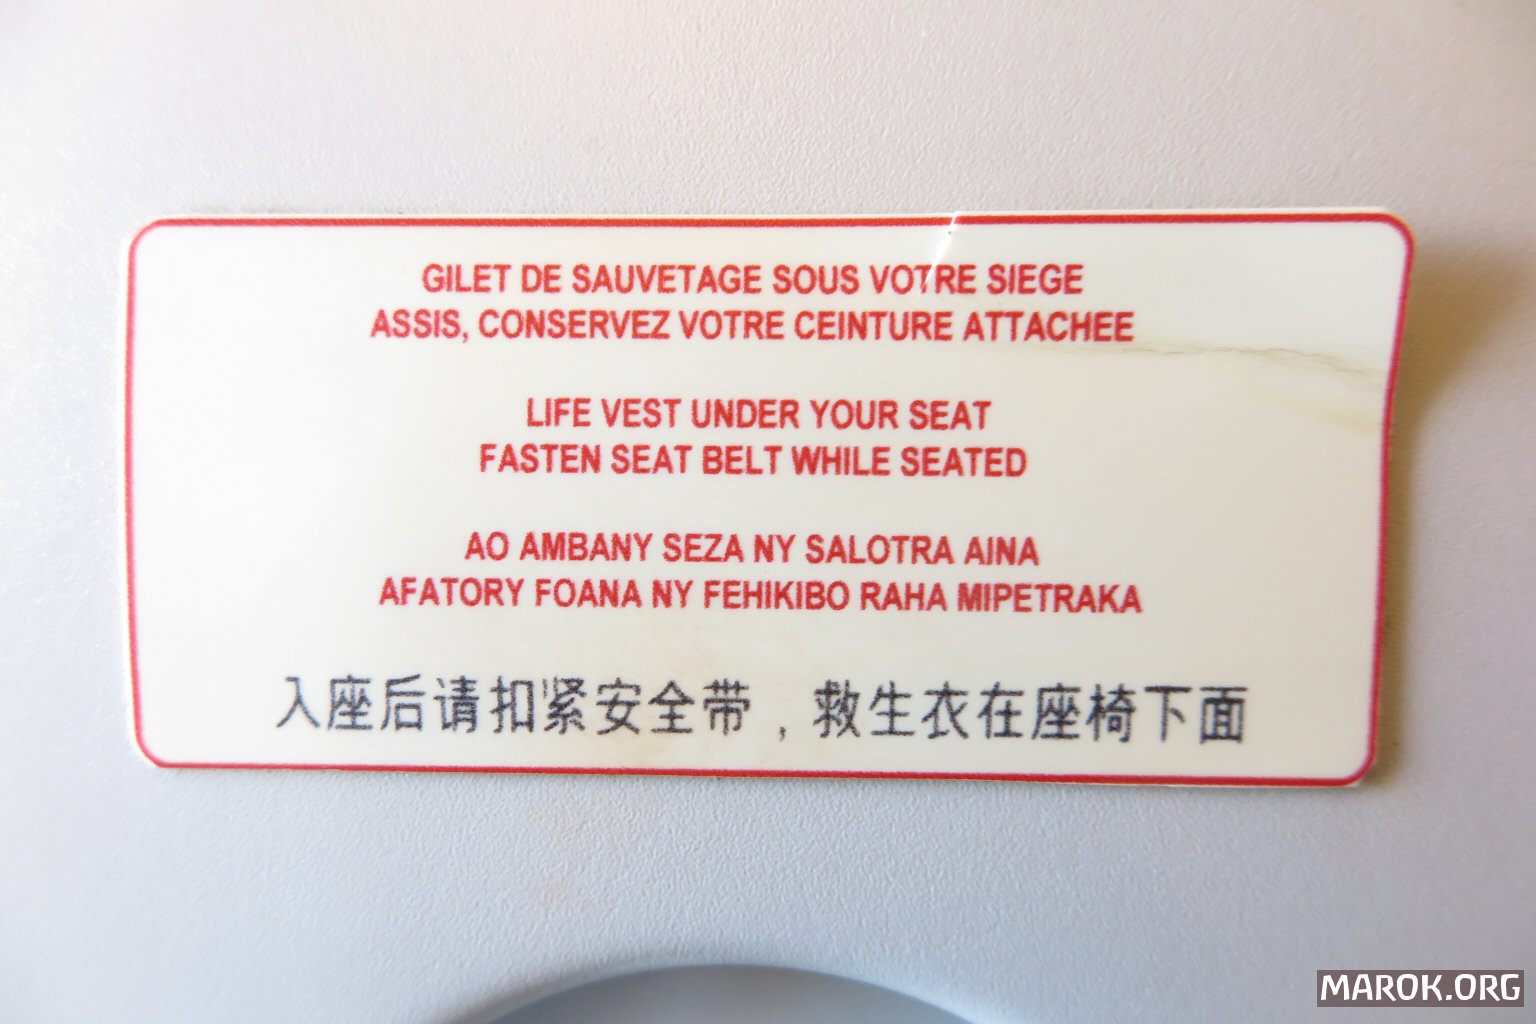 GILET DE SAUVETAGE SOUS VOTRE SIEGE
ASSIS, CONSERVEZ VOTRE CEINTURE ATTACHEE
LIFE VEST UNDER YOUR SEAT
FASTEN SEAT BELT WHILE SEATED
AO AMBANY SEZA NY SALOTRA AINA
AFATORY FOANA NY FEHIKIBO RAHA MIPETRAKA
入座后请扣紧安全带，救生衣在座椅下面
MAROK.ORG